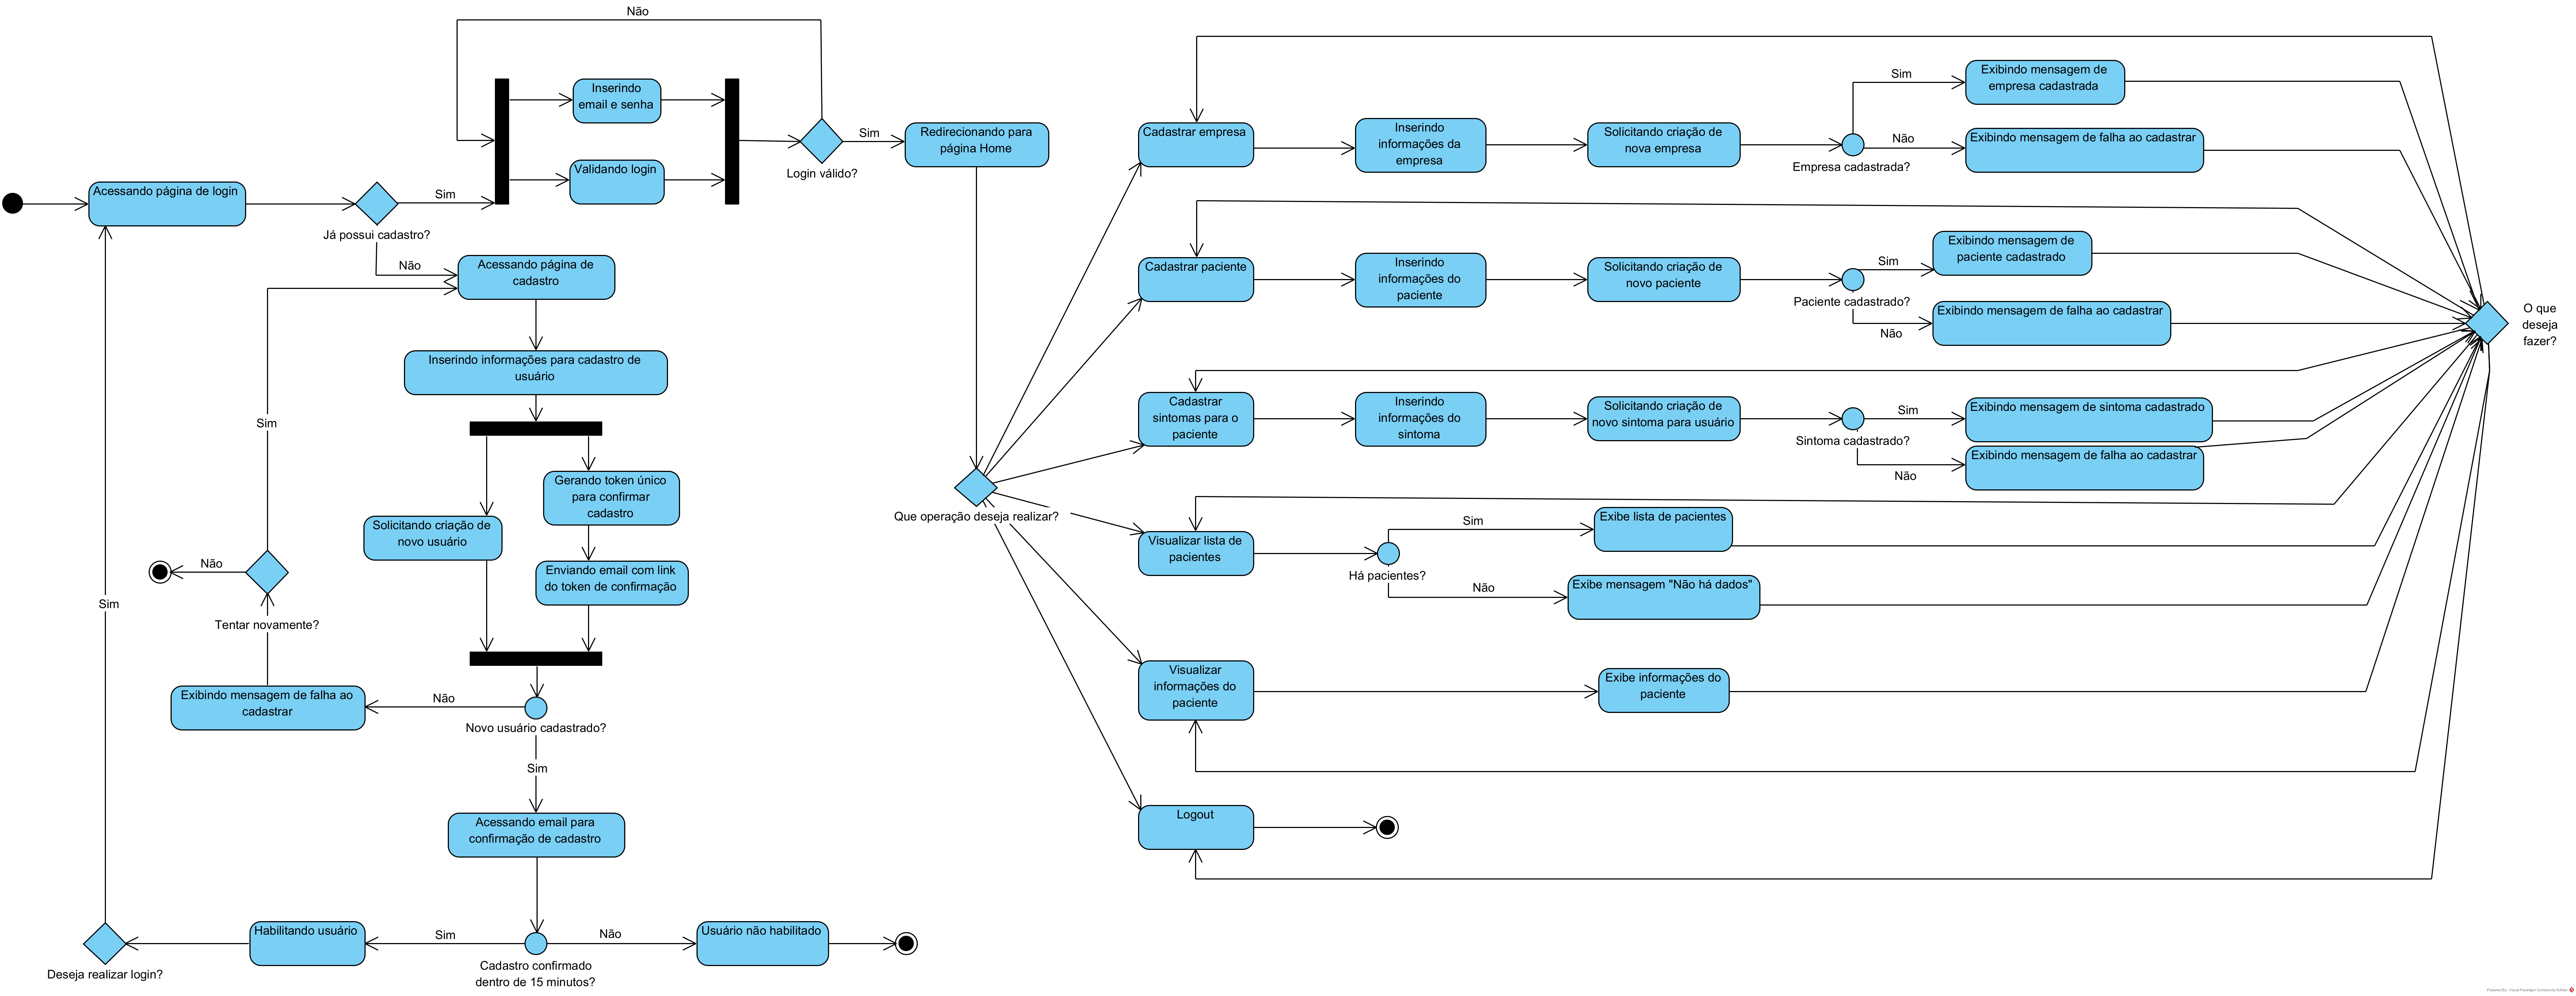 Não
Inserindo
email e senha
Validando login
Sim
Login válido?
Redirecionando para
página Home
Acessando página de login
Sim
Já possui cadastro?
Não
Acessando página de
cadastro
Inserindo informações para cadastro de
usuário
Gerando token único
para confirmar
cadastro
Solicitando criação de
novo usuário
Enviando email com link
do token de confirmação
Sim
Não
Tentar novamente?
Exibindo mensagem de falha ao
cadastrar
Não
Novo usuário cadastrado?
Sim
Sim
Acessando email para
confirmação de cadastro
Cadastro confirmado
dentro de 15 minutos?
Sim
Habilitando usuário
Deseja realizar login?
Não
Usuário não habilitado
Que operação deseja realizar?
Cadastrar empresa
Inserindo
informações da
empresa
Solicitando criação de
nova empresa
Empresa cadastrada?
Sim
Exibindo mensagem de
empresa cadastrada
Não
Exibindo mensagem de falha ao cadastrar
Cadastrar paciente
Inserindo
informações do
paciente
Solicitando criação de
novo paciente
Paciente cadastrado?
Sim
Exibindo mensagem de
paciente cadastrado
Não
Exibindo mensagem de falha ao cadastrar
O que
deseja
fazer?
Cadastrar
sintomas para o
paciente
Inserindo
informações do
sintoma
Solicitando criação de
novo sintoma para usuário
Sintoma cadastrado?
Sim
Exibindo mensagem de sintoma cadastrado
Não
Exibindo mensagem de falha ao cadastrar
Visualizar lista de
pacientes
Há pacientes?
Sim
Exibe lista de pacientes
Não
Exibe mensagem "Não há dados"
Visualizar
informações do
paciente
Exibe informações do
paciente
Logout
Powered By Visual Paradigm Community Edition